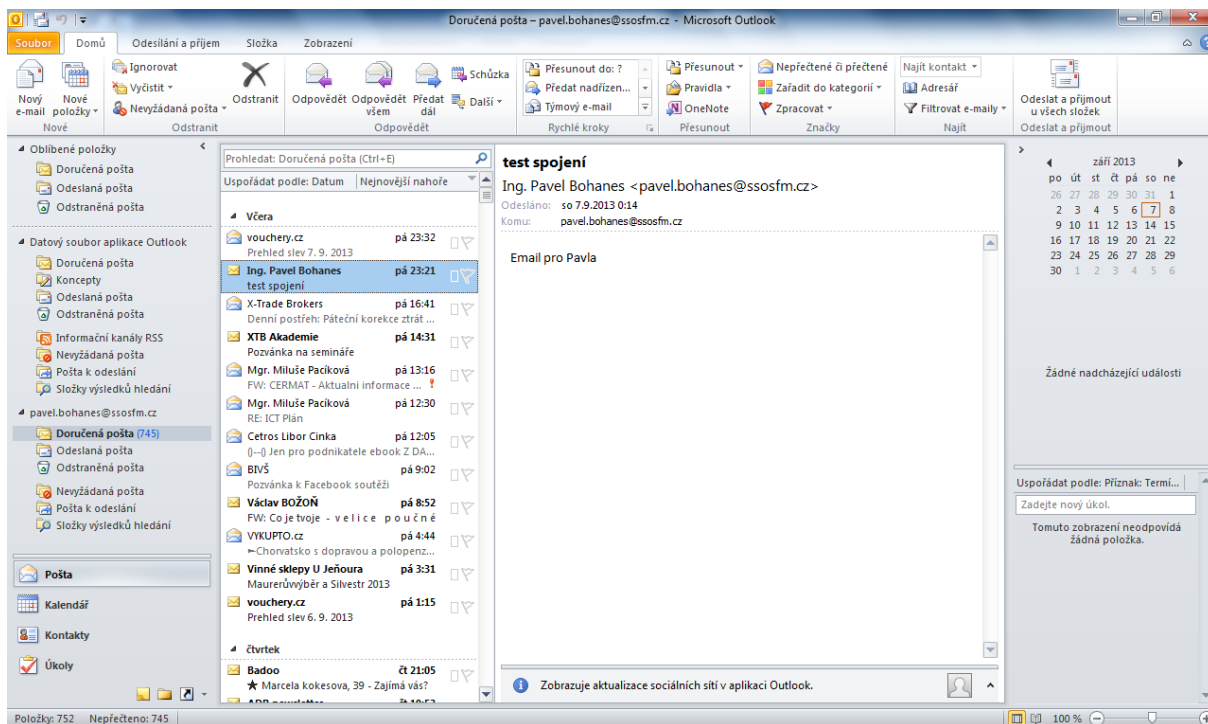 Doručená pošta – pavel.bohanes@ssosfm.cz - Microsoft Outlook
Soubor Domů Odesílání a příjem Složka Zobrazení
Nový e-mail
Nové položky
Nové
Ignorovat
Vyčistit
Nevyžádaná pošta
Odstranit
Odstranit
Odpovědět
Odpovědět všem
Předat dál
Schůzka
Další
Odpovědět
Přesunout do: ?
Předat nadřízen...
Týmový e-mail
Rychlé kroky
Přesunout
Pravidla
OneNote
Přesunout
Nepřečtené či přečtené
Zařadit do kategorií
Zpracovat
Značky
Najít kontakt
Adresář
Filtrovat e-maily
Najít
Odeslat a přijmout
u všech složek
Odeslat a přijmout
Oblíbené položky
Doručená pošta
Odeslaná pošta
Odstraněná pošta
Datový soubor aplikace Outlook
Doručená pošta
Koncepty
Odeslaná pošta
Odstraněná pošta
Informační kanály RSS
Nevyžádaná pošta
Pošta k odeslání
Složky výsledků hledání
pavel.bohanes@ssosfm.cz
Doručená pošta (745)
Odeslaná pošta
Odstraněná pošta
Nevyžádaná pošta
Pošta k odeslání
Složky výsledků hledání
Pošta
Kalendář
Kontakty
Úkoly
Prohledat: Doručená pošta (Ctrl+E)
Uspořádat podle: Datum Nejnovější nahoře
Včera
vouchery.cz pá 23:32
Prehled slev 7. 9. 2013
Ing. Pavel Bohanes pá 23:21
test spojení
X-Trade Brokers pá 16:41
Denní postřeh: Páteční korekce ztrát ...
XTB Akademie pá 14:31
Pozvánka na semináře
Mgr. Miluše Pacíková pá 13:16
FW: CERMAT - Aktualni informace ...
Mgr. Miluše Pacíková pá 12:30
RE: ICT Plán
Cetros Libor Cinka pá 12:05
()--() Jen pro podnikatele ebook Z DA...
BIVŠ pá 9:02
Pozvánka k Facebook soutěži
Václav BOŽOŇ pá 8:52
FW: Co je tvoje - v e l i c e p o u č n é
VYKUPTO.cz pá 4:44
►Chorvatsko s dopravou a polopenz...
Vinné sklepy U Jeňoura pá 3:31
Maurerůvvýběr a Silvestr 2013
vouchery.cz pá 1:15
Prehled slev 6. 9. 2013
čtvrtek
Badoo čt 21:05
★ Marcela kokesova, 39 - Zajímá vás?
test spojení
Ing. Pavel Bohanes <pavel.bohanes@ssosfm.cz>
Odesláno: so 7.9.2013 0:14
Komu: pavel.bohanes@ssosfm.cz
Email pro Pavla
Zobrazuje aktualizace sociálních sítí v aplikaci Outlook.
září 2013
po út st čt pá so ne
26 27 28 29 30 31 1
2 3 4 5 6 7 8
9 10 11 12 13 14 15
16 17 18 19 20 21 22
23 24 25 26 27 28 29
30 1 2 3 4 5 6
Žádné nadcházející události
Uspořádat podle: Příznak: Termí...
Zadejte nový úkol.
Tomuto zobrazení neodpovídá
žádná položka.
Položky: 752 Nepřečteno: 745
100 %